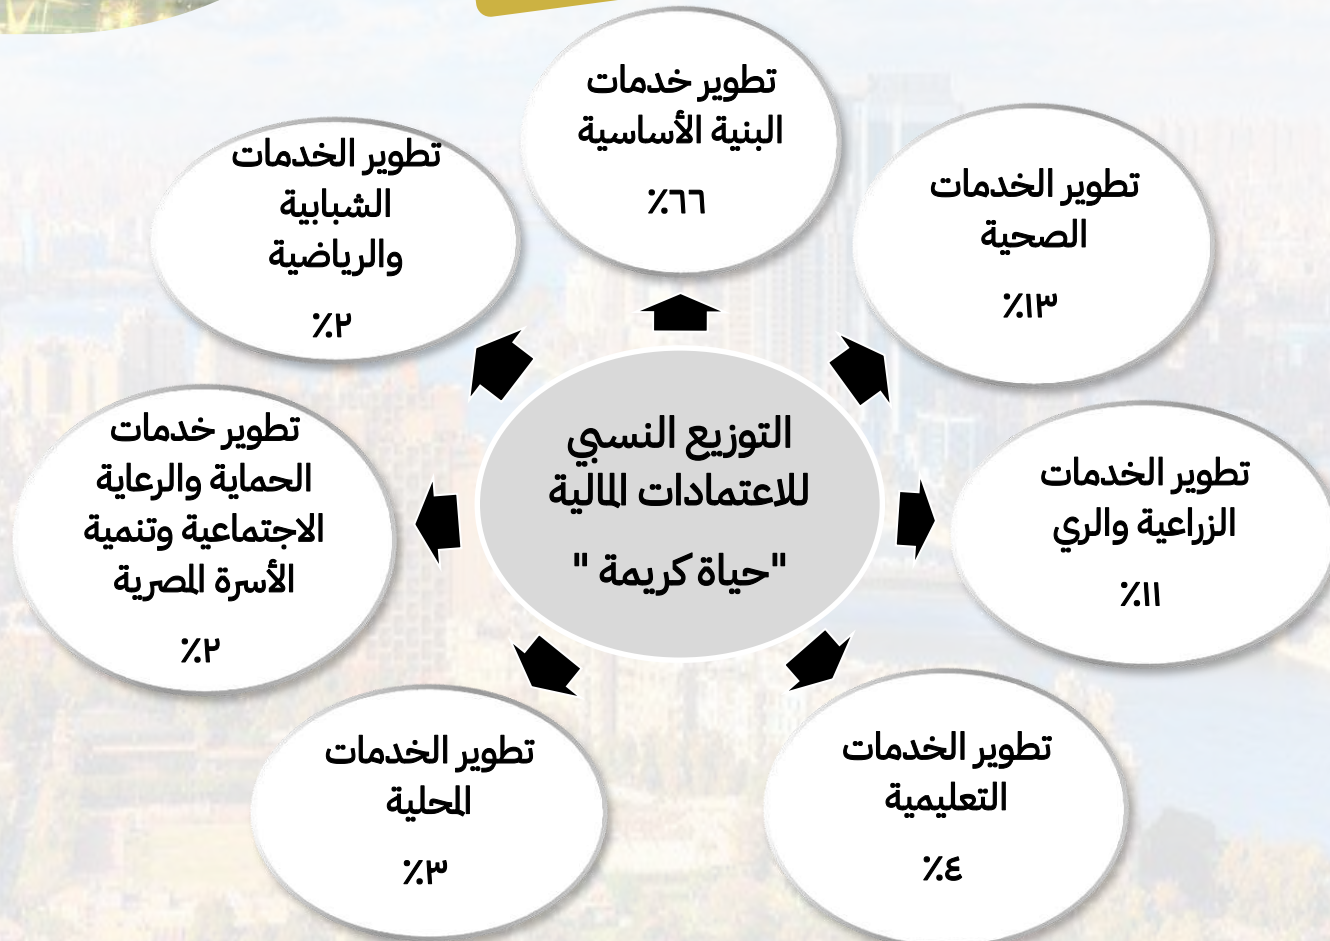 تطوير خدمات
البنية الأساسية
٦٦٪
تطوير الخدمات
الصحية
١٣٪
تطوير الخدمات
الزراعية والري
١١٪
تطوير الخدمات
التعليمية
٤٪
تطوير الخدمات
المحلية
٣٪
تطوير خدمات
الحماية والرعاية
الاجتماعية وتنمية
الأسرة المصرية
٢٪
تطوير الخدمات
الشبابية
والرياضية
٢٪
التوزيع النسبي
للاعتمادات المالية
"حياة كريمة "